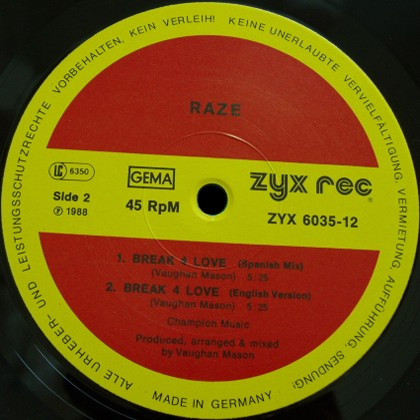 ALLE URHEBER- UND LEISTUNGSSCHUTZRECHTE VORBEHALTEN, KEIN VERLEIH! KEINE UNERLAUBTE VERVIELFÄLTIGUNG, VERMIETUNG, AUFFÜHRUNG, SENDUNG!
RAZE
LC 6350
GEMA
zyx rec®
Side 2
℗ 1988
45 RpM
ZYX 6035-12
1. BREAK 4 LOVE (Spanish Mix)
(Vaughan Mason) 5:25
2. BREAK 4 LOVE (English Version)
(Vaughan Mason) 5:25
Champion Music
Produced, arranged & mixed
by Vaughan Mason
MADE IN GERMANY